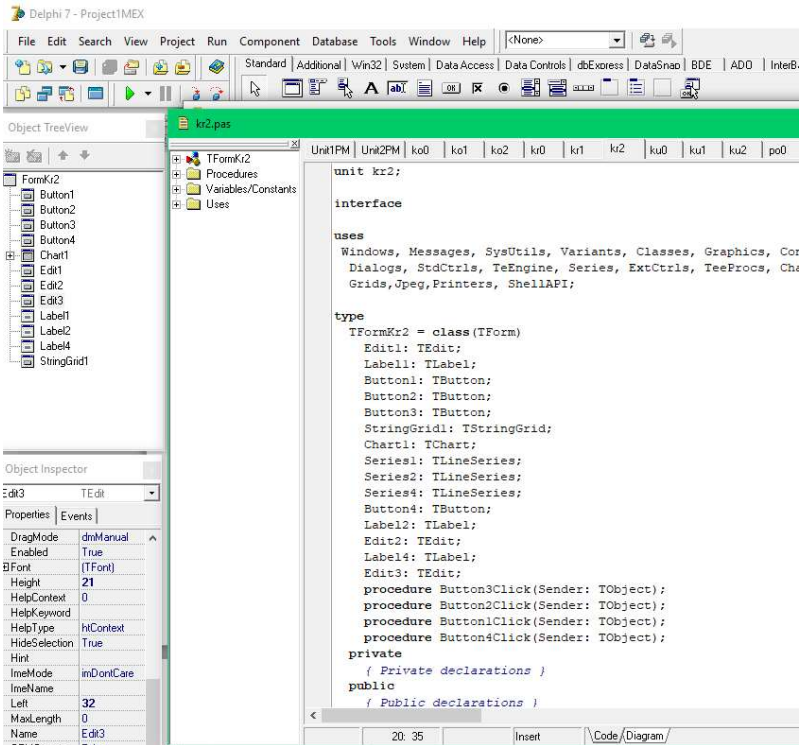 Delphi 7 - Project1MEX
File Edit Search View Project Run Component Database Tools Window Help <None>
Standard Additional Win32 System Data Access Data Controls dbExpress DataSnap BDE ADO InterB
Object TreeView
FormKr2
Button1
Button2
Button3
Button4
Chart1
Edit1
Edit2
Edit3
Label1
Label2
Label4
StringGrid1
Object Inspector
Edit3 TEdit
Properties Events
DragMode dmManual
Enabled True
Font (TFont)
Height 21
HelpContext 0
HelpKeyword
HelpType htContext
HideSelection True
Hint
ImeMode imDontCare
ImeName
Left 32
MaxLength 0
Name Edit3
kr2.pas
TFormKr2
Procedures
Variables/Constants
Uses
Unit1PM Unit2PM ko0 ko1 ko2 kr0 kr1 kr2 ku0 ku1 ku2 po0
unit kr2;
interface
uses
Windows, Messages, SysUtils, Variants, Classes, Graphics, Con
Dialogs, StdCtrls, TeEngine, Series, ExtCtrls, TeeProcs, Cha
Grids,Jpeg,Printers, ShellAPI;
type
TFormKr2 = class(TForm)
Edit1: TEdit;
Label1: TLabel;
Button1: TButton;
Button2: TButton;
Button3: TButton;
StringGrid1: TStringGrid;
Chart1: TChart;
Series1: TLineSeries;
Series2: TLineSeries;
Series4: TLineSeries;
Button4: TButton;
Label2: TLabel;
Edit2: TEdit;
Label4: TLabel;
Edit3: TEdit;
procedure Button3Click(Sender: TObject);
procedure Button2Click(Sender: TObject);
procedure Button1Click(Sender: TObject);
procedure Button4Click(Sender: TObject);
private
{ Private declarations }
public
{ Public declarations }
20: 35 Insert Code Diagram